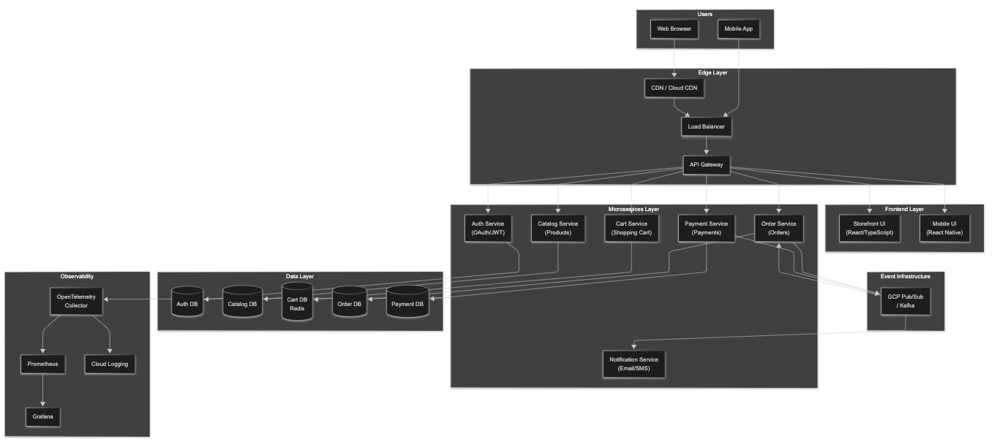 Users
Web Browser
Mobile App
Edge Layer
CDN / Cloud CDN
Load Balancer
API Gateway
Microservices Layer
Auth Service
(OAuth/JWT)
Catalog Service
(Products)
Cart Service
(Shopping Cart)
Payment Service
(Payments)
Order Service
(Orders)
Frontend Layer
Storefront UI
(React/TypeScript)
Mobile UI
(React Native)
Observability
OpenTelemetry
Collector
Data Layer
Auth DB
Catalog DB
Cart DB
Redis
Order DB
Payment DB
Event Infrastructure
GCP Pub/Sub
/ Kafka
Prometheus
Cloud Logging
Notification Service
(Email/SMS)
Grafana